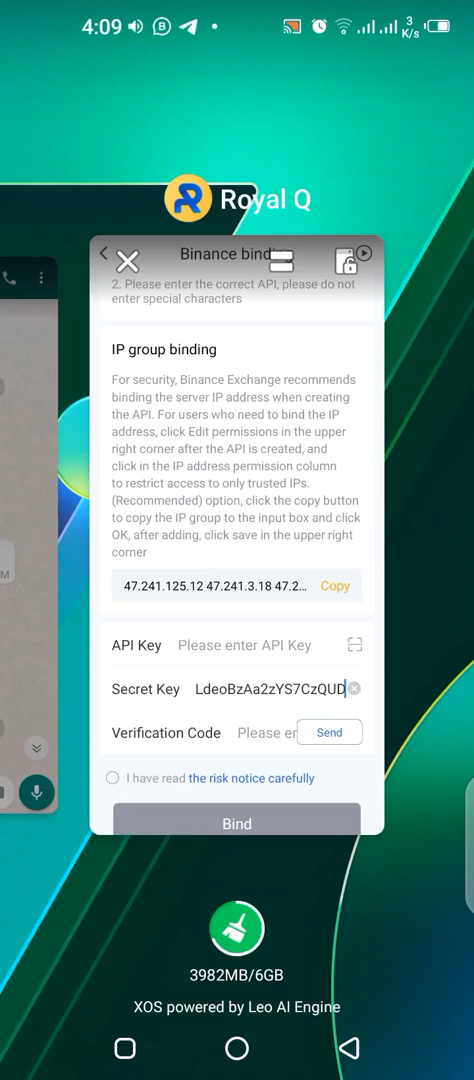 4:09
3
K/s
Royal Q
Binance bindin
2. Please enter the correct API, please do not
enter special characters
IP group binding
For security, Binance Exchange recommends
binding the server IP address when creating
the API. For users who need to bind the IP
address, click Edit permissions in the upper
right corner after the API is created, and
click in the IP address permission column
to restrict access to only trusted IPs.
(Recommended) option, click the copy button
to copy the IP group to the input box and click
OK, after adding, click save in the upper right
corner
47.241.125.12 47.241.3.18 47.2... Copy
M
API Key Please enter API Key
Secret Key LdeoBzAa2zYS7CzQUD
Verification Code Please er Send
I have read the risk notice carefully
Bind
3982MB/6GB
XOS powered by Leo AI Engine